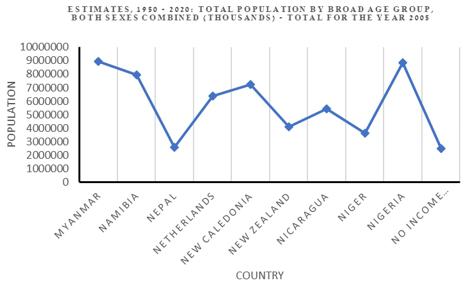 ESTIMATES, 1950 - 2020: TOTAL POPULATION BY BROAD AGE GROUP,
BOTH SEXES COMBINED (THOUSANDS) - TOTAL FOR THE YEAR 2005
POPULATION
10000000
9000000
8000000
7000000
6000000
5000000
4000000
3000000
2000000
1000000
0
MYANMAR
NAMIBIA
NEPAL
NETHERLANDS
NEW CALEDONIA
NEW ZEALAND
NICARAGUA
NIGER
NIGERIA
NO INCOME...
COUNTRY